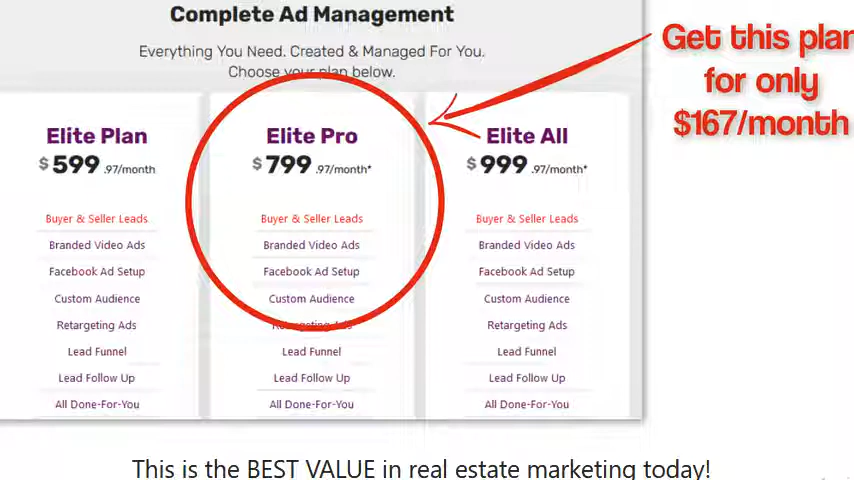 Complete Ad Management
Everything You Need. Created & Managed For You.
Choose your plan below.
Get this plan
for only
$167/month
Elite Plan
$599.97/month
Buyer & Seller Leads
Branded Video Ads
Facebook Ad Setup
Custom Audience
Retargeting Ads
Lead Funnel
Lead Follow Up
All Done-For-You
Elite Pro
$799.97/month*
Buyer & Seller Leads
Branded Video Ads
Facebook Ad Setup
Custom Audience
Retargeting Ads
Lead Funnel
Lead Follow Up
All Done-For-You
Elite All
$999.97/month*
Buyer & Seller Leads
Branded Video Ads
Facebook Ad Setup
Custom Audience
Retargeting Ads
Lead Funnel
Lead Follow Up
All Done-For-You
This is the BEST VALUE in real estate marketing today!